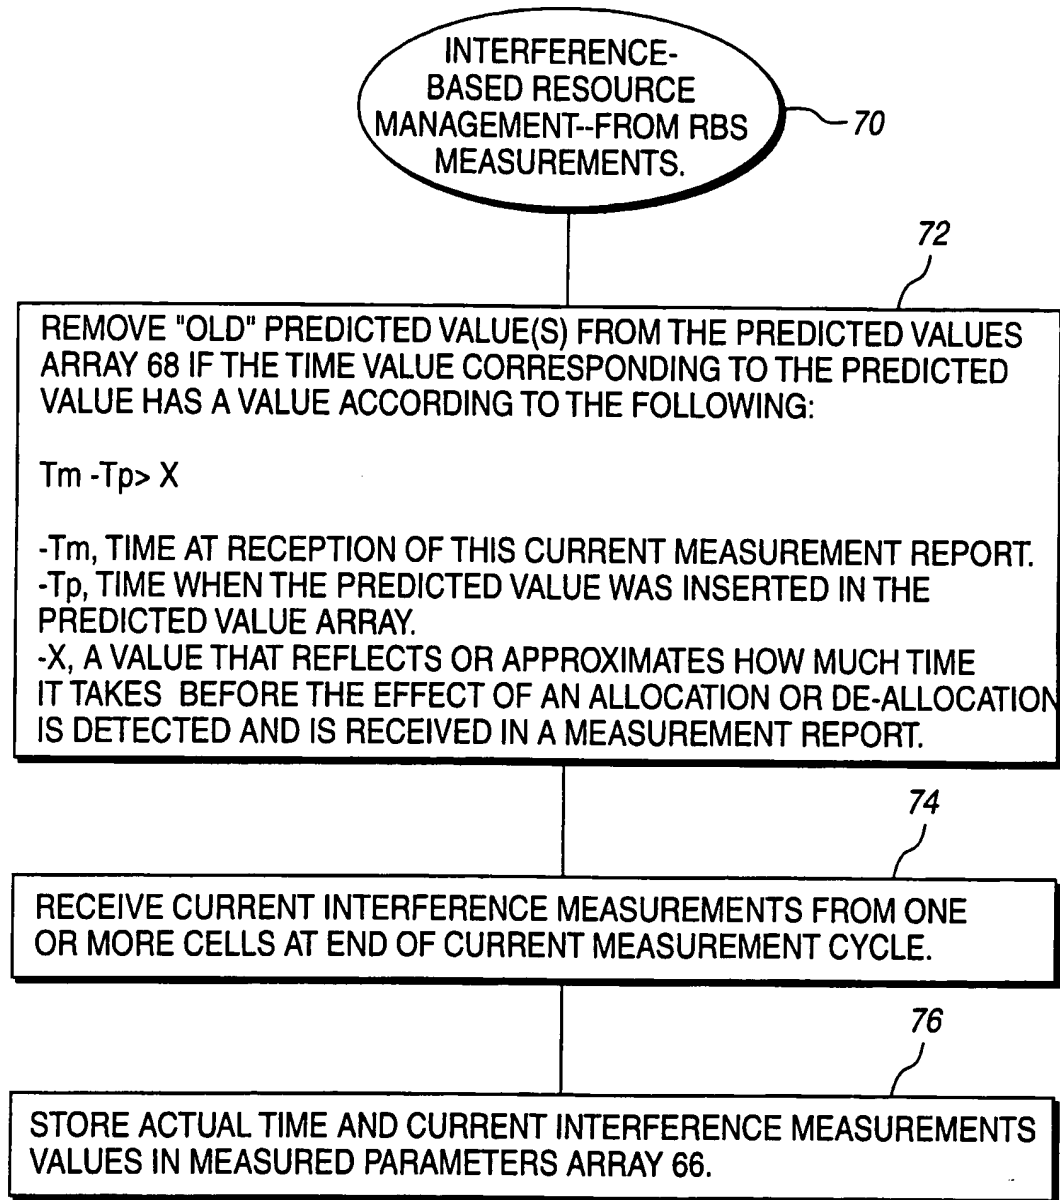 INTERFERENCE-
BASED RESOURCE
MANAGEMENT--FROM RBS
MEASUREMENTS.
70
72
REMOVE "OLD" PREDICTED VALUE(S) FROM THE PREDICTED VALUES
ARRAY 68 IF THE TIME VALUE CORRESPONDING TO THE PREDICTED
VALUE HAS A VALUE ACCORDING TO THE FOLLOWING:
Tm -Tp> X
-Tm, TIME AT RECEPTION OF THIS CURRENT MEASUREMENT REPORT.
-Tp, TIME WHEN THE PREDICTED VALUE WAS INSERTED IN THE
PREDICTED VALUE ARRAY.
-X, A VALUE THAT REFLECTS OR APPROXIMATES HOW MUCH TIME
IT TAKES BEFORE THE EFFECT OF AN ALLOCATION OR DE-ALLOCATION
IS DETECTED AND IS RECEIVED IN A MEASUREMENT REPORT.
74
RECEIVE CURRENT INTERFERENCE MEASUREMENTS FROM ONE
OR MORE CELLS AT END OF CURRENT MEASUREMENT CYCLE.
76
STORE ACTUAL TIME AND CURRENT INTERFERENCE MEASUREMENTS
VALUES IN MEASURED PARAMETERS ARRAY 66.